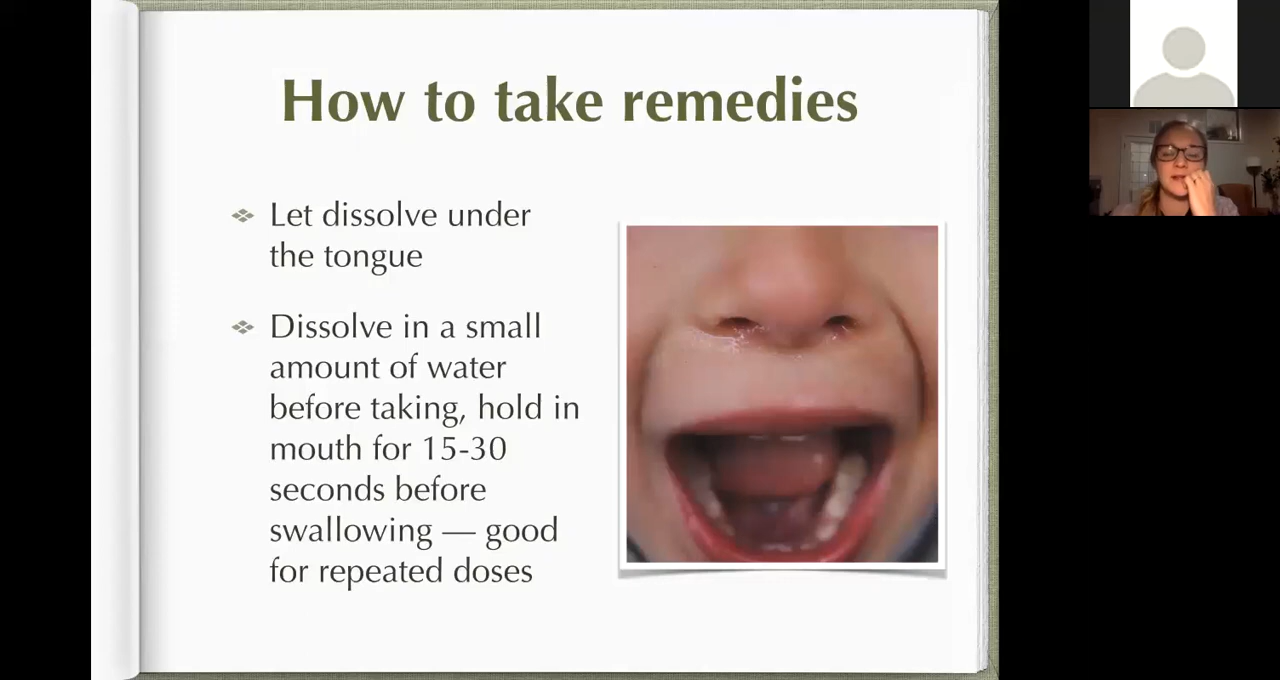 How to take remedies
Let dissolve under
the tongue
Dissolve in a small
amount of water
before taking, hold in
mouth for 15-30
seconds before
swallowing — good
for repeated doses